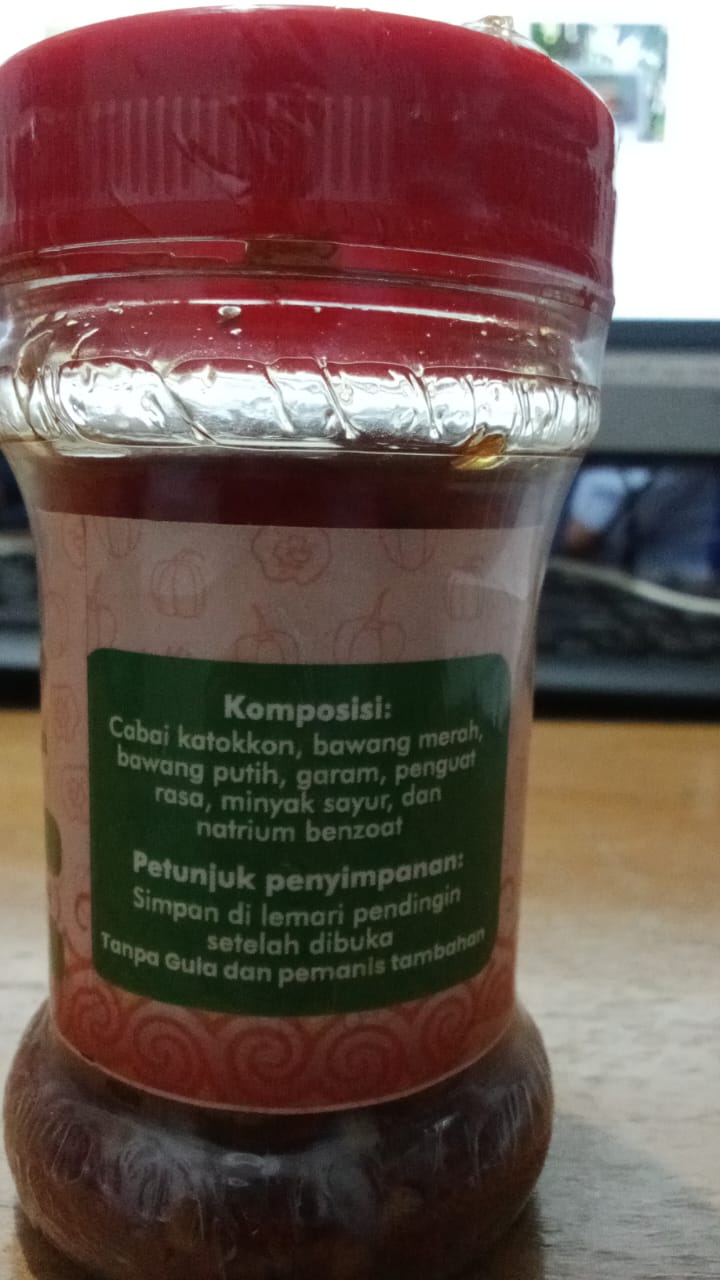 Komposisi:
Cabai katokkon, bawang merah,
bawang putih, garam, penguat
rasa, minyak sayur, dan
natrium benzoat
Petunjuk penyimpanan:
Simpan di lemari pendingin
setelah dibuka
Tanpa Gula dan pemanis tambahan